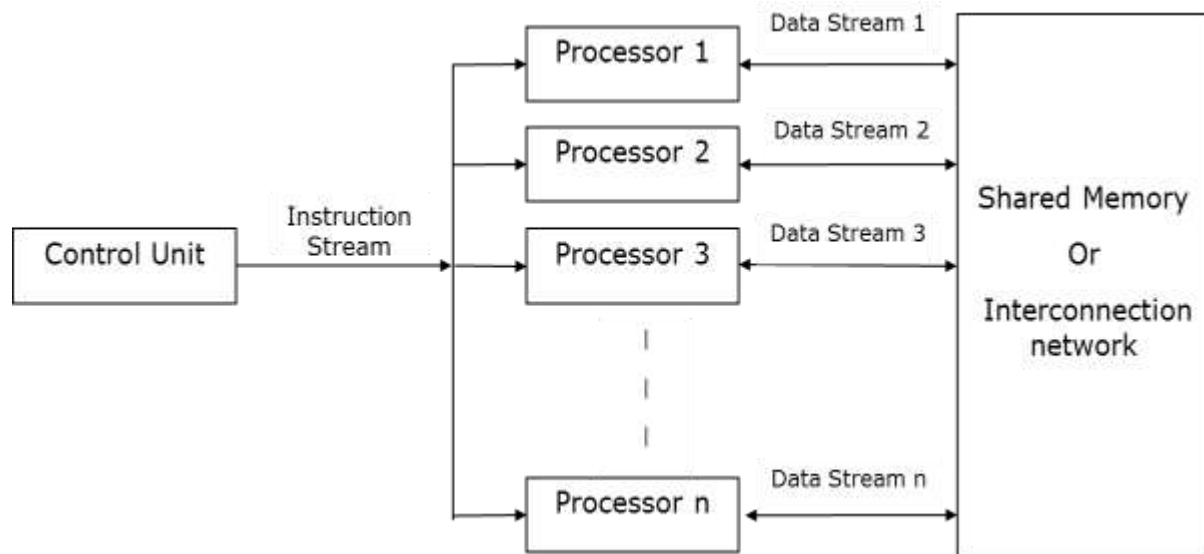 Control Unit
Instruction
Stream
Processor 1
Processor 2
Processor 3
Processor n
Data Stream 1
Data Stream 2
Data Stream 3
Data Stream n
Shared Memory
Or
Interconnection
network